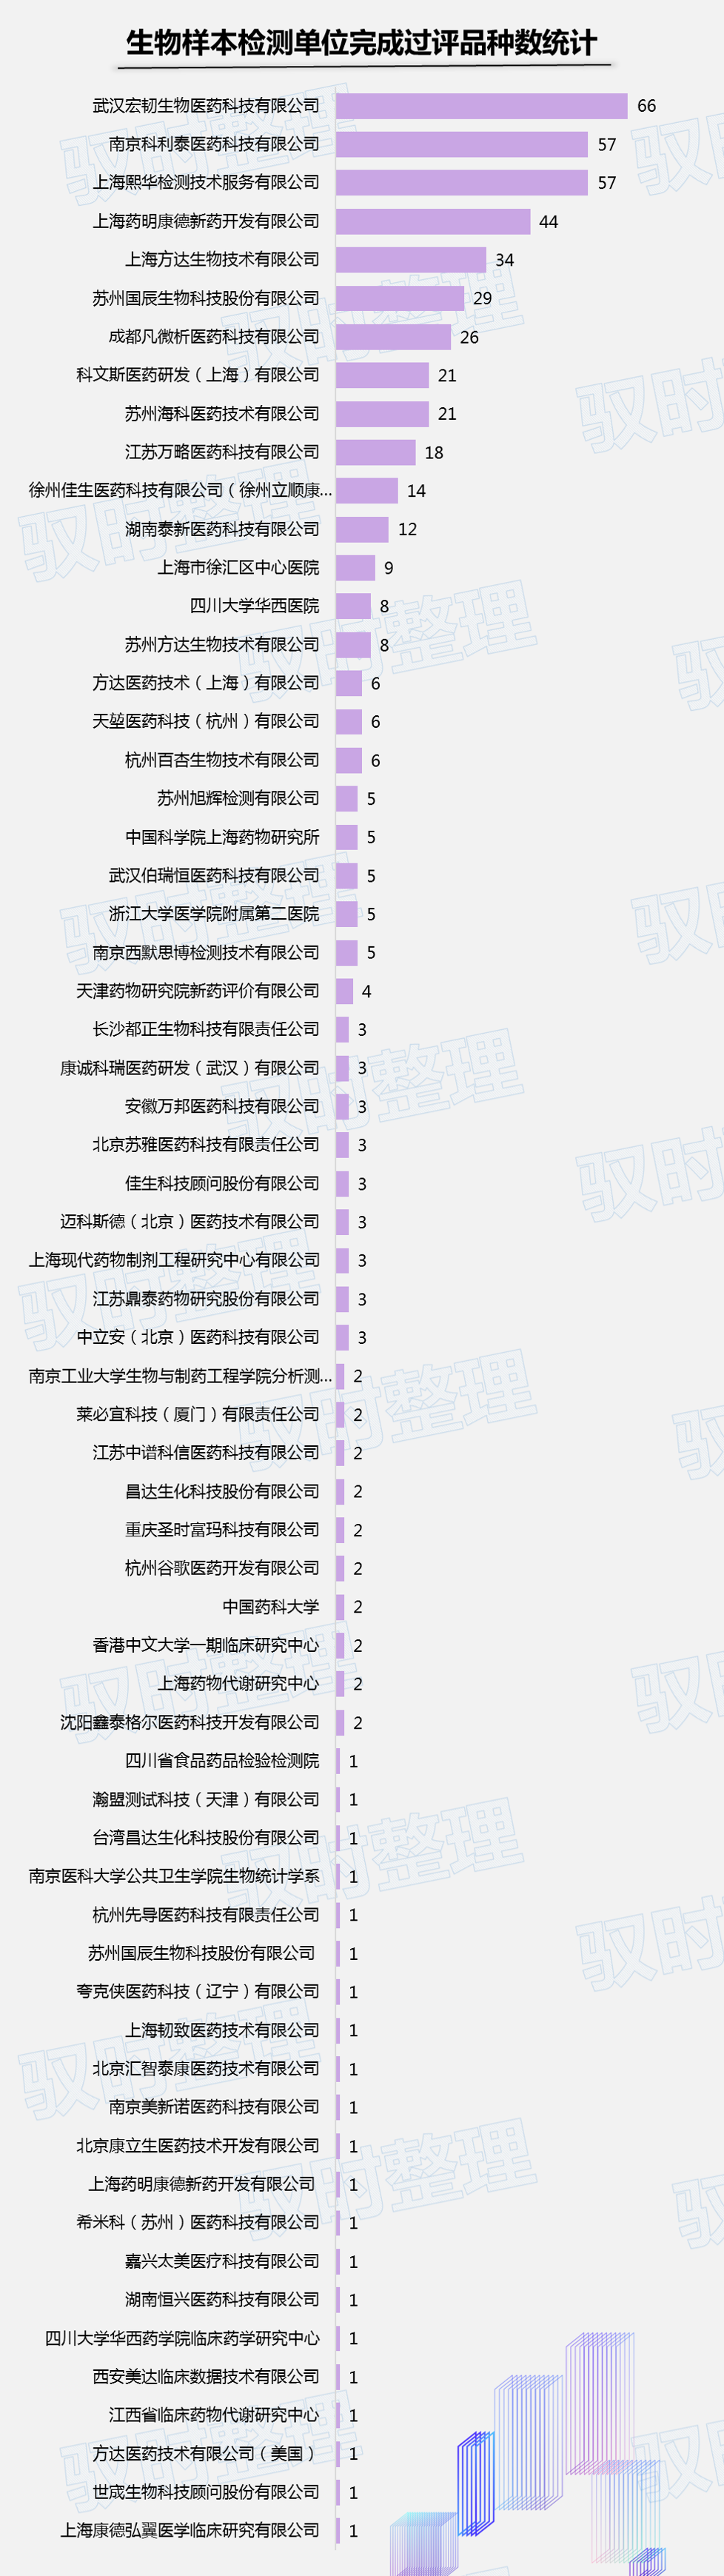 生物样本检测单位完成过评品种数统计
武汉宏韧生物医药科技有限公司 66
南京科利泰医药科技有限公司 57
上海熙华检测技术服务有限公司 57
上海药明康德新药开发有限公司 44
上海方达生物技术有限公司 34
苏州国辰生物科技股份有限公司 29
成都凡微析医药科技有限公司 26
科文斯医药研发（上海）有限公司 21
苏州海科医药技术有限公司 21
江苏万略医药科技有限公司 18
徐州佳生医药科技有限公司（徐州立顺康… 14
湖南泰新医药科技有限公司 12
上海市徐汇区中心医院 9
四川大学华西医院 8
苏州方达生物技术有限公司 8
方达医药技术（上海）有限公司 6
天堃医药科技（杭州）有限公司 6
杭州百杏生物技术有限公司 6
苏州旭辉检测有限公司 5
中国科学院上海药物研究所 5
武汉伯瑞恒医药科技有限公司 5
浙江大学医学院附属第二医院 5
南京西默思博检测技术有限公司 5
天津药物研究院新药评价有限公司 4
长沙都正生物科技有限责任公司 3
康诚科瑞医药研发（武汉）有限公司 3
安徽万邦医药科技有限公司 3
北京苏雅医药科技有限责任公司 3
佳生科技顾问股份有限公司 3
迈科斯德（北京）医药技术有限公司 3
上海现代药物制剂工程研究中心有限公司 3
江苏鼎泰药物研究股份有限公司 3
中立安（北京）医药科技有限公司 3
南京工业大学生物与制药工程学院分析测… 2
莱必宜科技（厦门）有限责任公司 2
江苏中谱科信医药科技有限公司 2
昌达生化科技股份有限公司 2
重庆圣时富玛科技有限公司 2
杭州谷歌医药开发有限公司 2
中国药科大学 2
香港中文大学一期临床研究中心 2
上海药物代谢研究中心 2
沈阳鑫泰格尔医药科技开发有限公司 2
四川省食品药品检验检测院 1
瀚盟测试科技（天津）有限公司 1
台湾昌达生化科技股份有限公司 1
南京医科大学公共卫生学院生物统计学系 1
杭州先导医药科技有限责任公司 1
苏州国辰生物科技股份有限公司 1
夸克侠医药科技（辽宁）有限公司 1
上海韧致医药技术有限公司 1
北京汇智泰康医药技术有限公司 1
南京美新诺医药科技有限公司 1
北京康立生医药技术开发有限公司 1
上海药明康德新药开发有限公司 1
希米科（苏州）医药科技有限公司 1
嘉兴太美医疗科技有限公司 1
湖南恒兴医药科技有限公司 1
四川大学华西药学院临床药学研究中心 1
西安美达临床数据技术有限公司 1
江西省临床药物代谢研究中心 1
方达医药技术有限公司（美国） 1
世宬生物科技顾问股份有限公司 1
上海康德弘翼医学临床研究有限公司 1
驭时整理